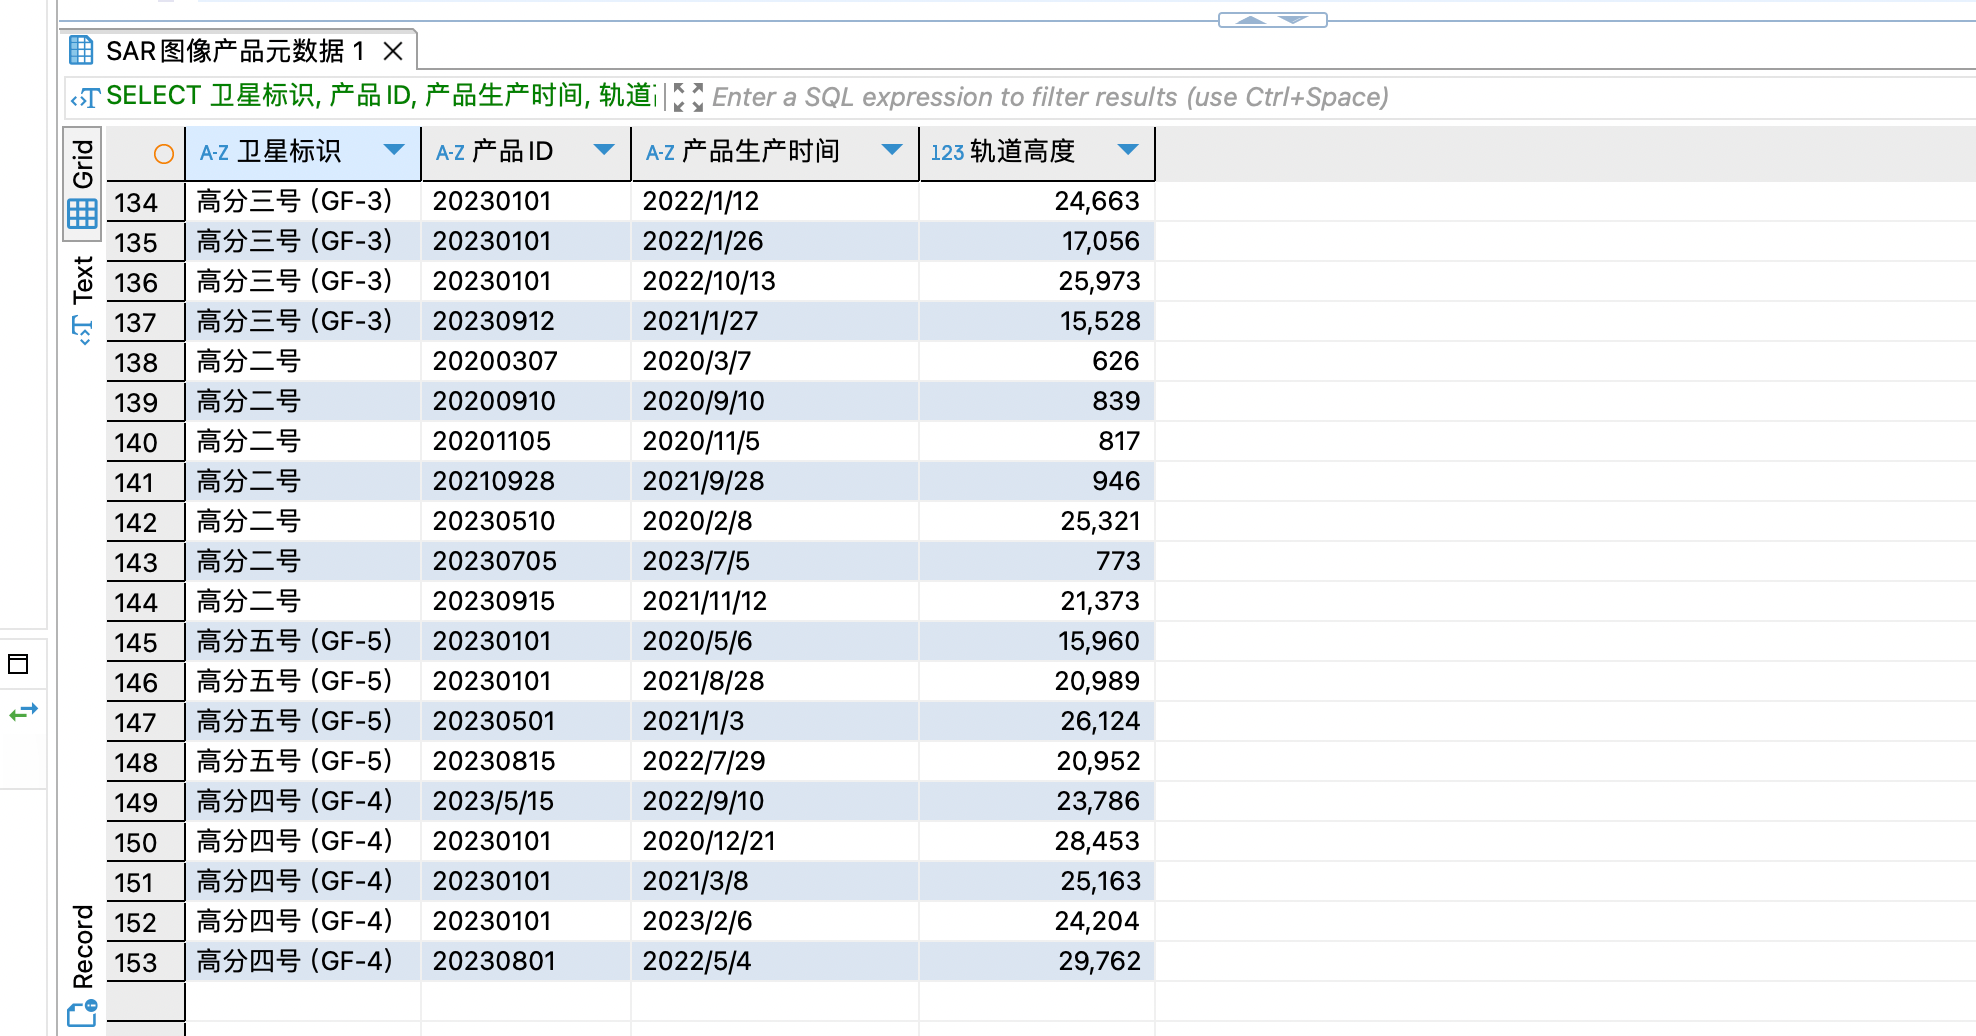 SAR图像产品元数据 1
SELECT 卫星标识, 产品ID, 产品生产时间, 轨道 Enter a SQL expression to filter results (use Ctrl+Space)
Grid
Text
Record
A-Z 卫星标识 A-Z 产品ID A-Z 产品生产时间 123 轨道高度
134 高分三号 (GF-3) 20230101 2022/1/12 24,663
135 高分三号 (GF-3) 20230101 2022/1/26 17,056
136 高分三号 (GF-3) 20230101 2022/10/13 25,973
137 高分三号 (GF-3) 20230912 2021/1/27 15,528
138 高分二号 20200307 2020/3/7 626
139 高分二号 20200910 2020/9/10 839
140 高分二号 20201105 2020/11/5 817
141 高分二号 20210928 2021/9/28 946
142 高分二号 20230510 2020/2/8 25,321
143 高分二号 20230705 2023/7/5 773
144 高分二号 20230915 2021/11/12 21,373
145 高分五号 (GF-5) 20230101 2020/5/6 15,960
146 高分五号 (GF-5) 20230101 2021/8/28 20,989
147 高分五号 (GF-5) 20230501 2021/1/3 26,124
148 高分五号 (GF-5) 20230815 2022/7/29 20,952
149 高分四号 (GF-4) 2023/5/15 2022/9/10 23,786
150 高分四号 (GF-4) 20230101 2020/12/21 28,453
151 高分四号 (GF-4) 20230101 2021/3/8 25,163
152 高分四号 (GF-4) 20230101 2023/2/6 24,204
153 高分四号 (GF-4) 20230801 2022/5/4 29,762